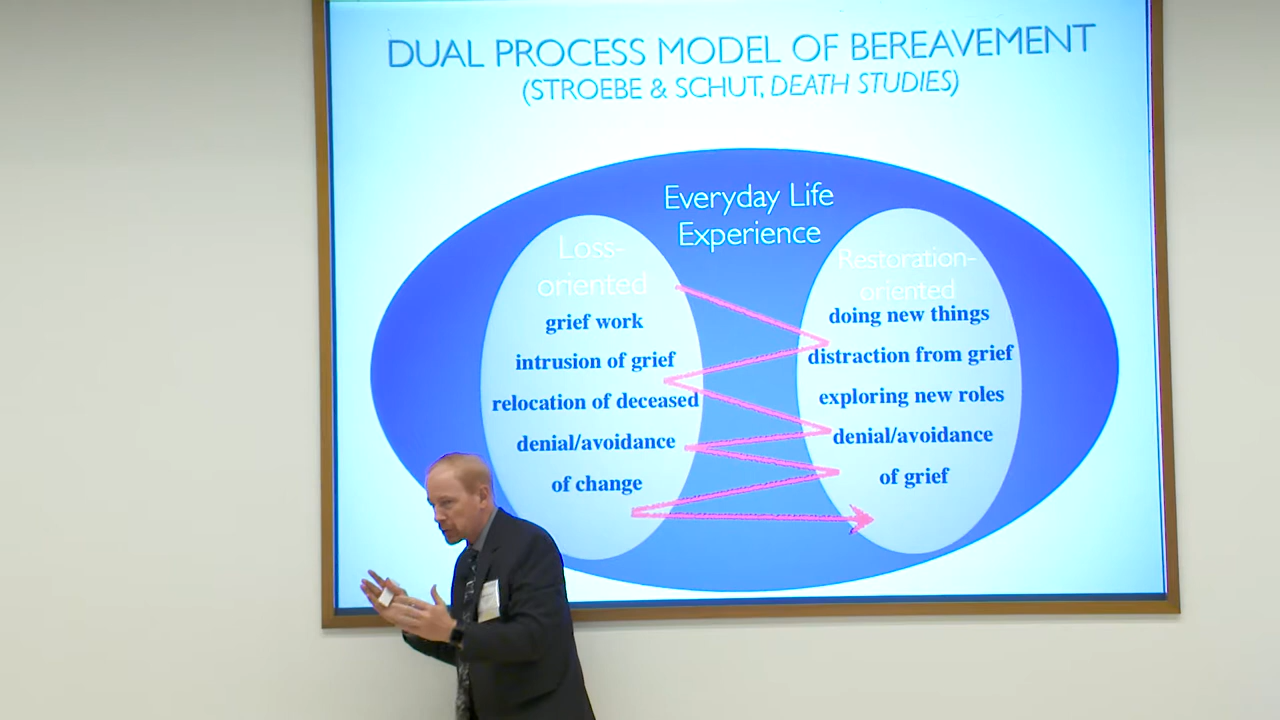 DUAL PROCESS MODEL OF BEREAVEMENT
(STROEBE & SCHUT, DEATH STUDIES)
Everyday Life
Experience
Loss-
oriented
grief work
intrusion of grief
relocation of deceased
denial/avoidance
of change
Restoration-
oriented
doing new things
distraction from grief
exploring new roles
denial/avoidance
of grief